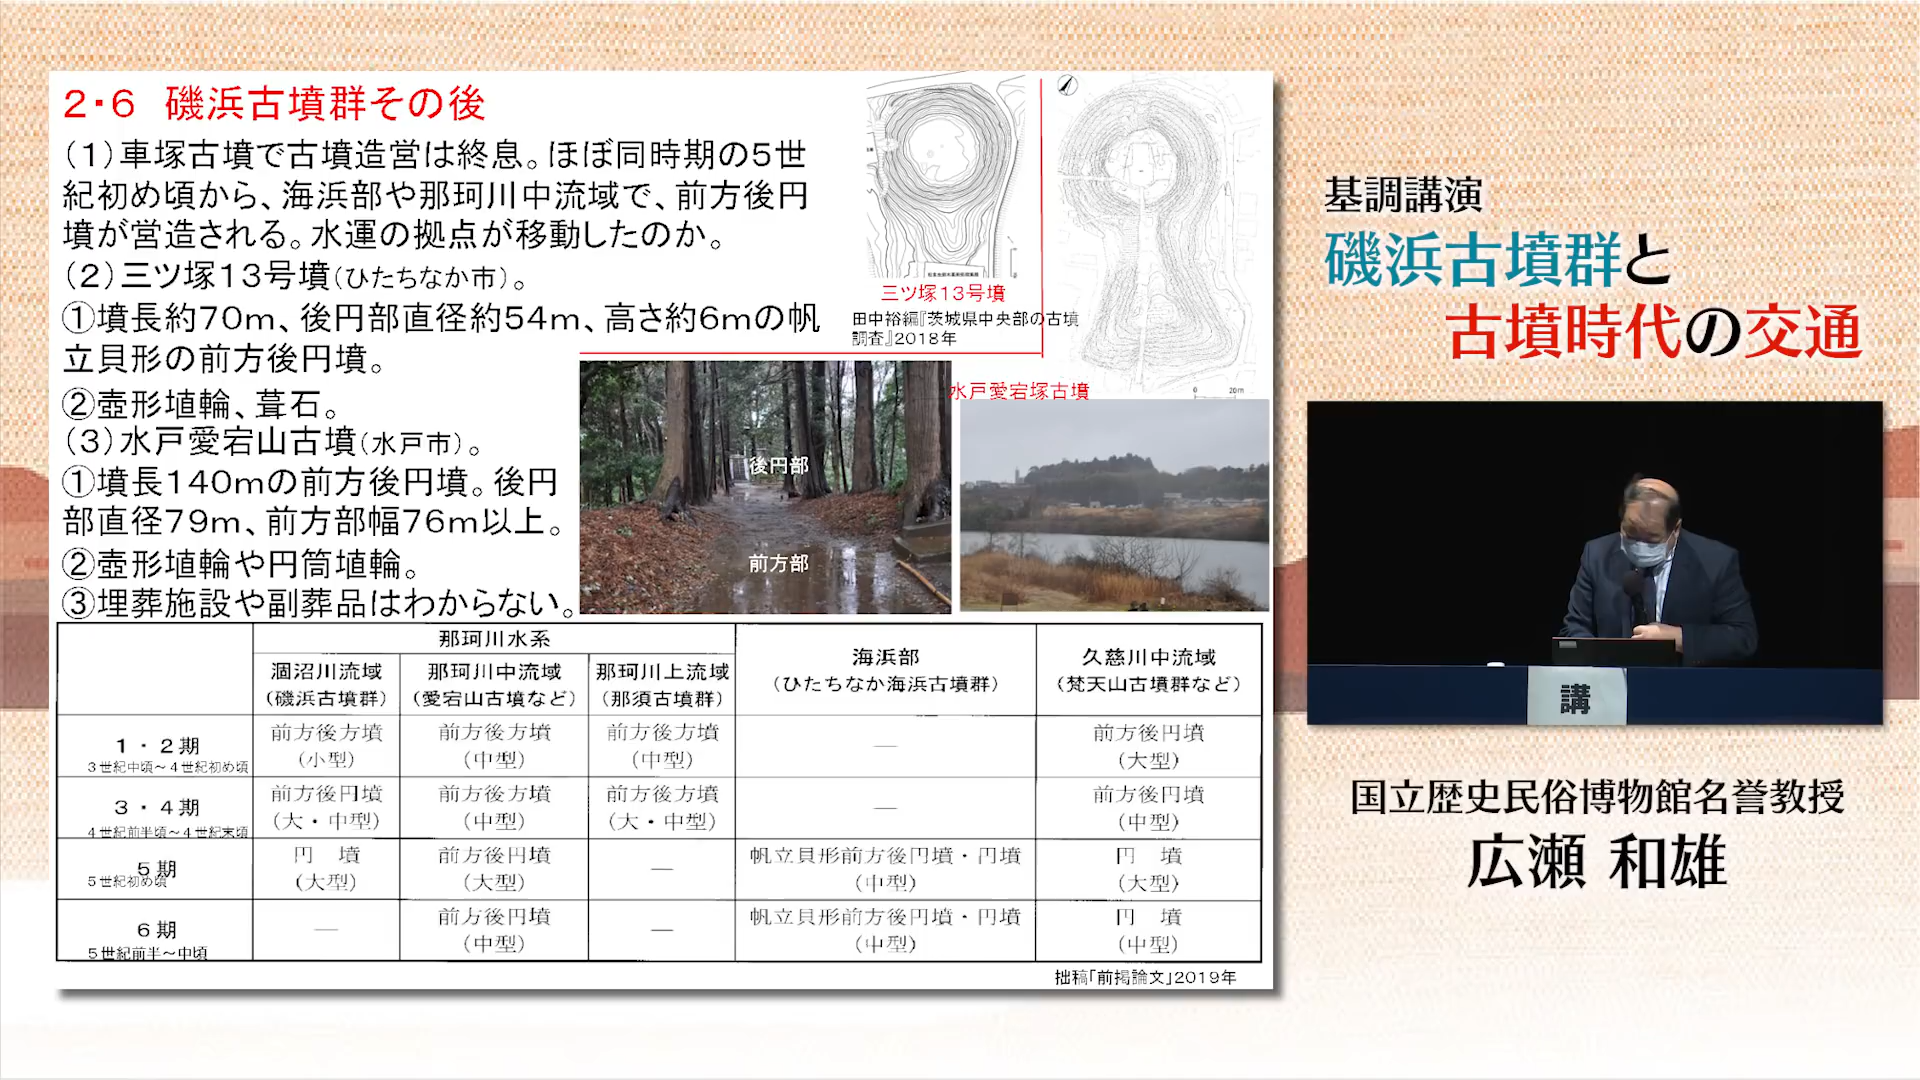 2・6 磯浜古墳群その後
(1)車塚古墳で古墳造営は終息。ほぼ同時期の5世
紀初め頃から、海浜部や那珂川中流域で、前方後円
墳が営造される。水運の拠点が移動したのか。
(2)三ツ塚13号墳(ひたちなか市)。
①墳長約70m、後円部直径約54m、高さ約6mの帆
立貝形の前方後円墳。
②壺形埴輪、葺石。
(3)水戸愛宕山古墳(水戸市)。
①墳長140mの前方後円墳。後円
部直径79m、前方部幅76m以上。
②壺形埴輪や円筒埴輪。
③埋葬施設や副葬品はわからない。
三ツ塚13号墳
田中裕編『茨城県中央部の古墳
調査』2018年
0 20m
水戸愛宕塚古墳
後円部
前方部
那珂川水系
涸沼川流域
(磯浜古墳群)
那珂川中流域
(愛宕山古墳など)
那珂川上流域
(那須古墳群)
海浜部
(ひたちなか海浜古墳群)
久慈川中流域
(梵天山古墳群など)
1・2期
3世紀中頃~4世紀初め頃
前方後方墳
(小型)
前方後方墳
(中型)
前方後方墳
(中型)
—
前方後円墳
(大型)
3・4期
4世紀前半頃~4世紀末頃
前方後円墳
(大・中型)
前方後方墳
(中型)
前方後方墳
(大・中型)
—
前方後円墳
(中型)
5期
5世紀初め頃
円 墳
(大型)
前方後円墳
(大型)
—
帆立貝形前方後円墳・円墳
(中型)
円 墳
(大型)
6期
5世紀前半~中頃
—
前方後円墳
(中型)
—
帆立貝形前方後円墳・円墳
(中型)
円 墳
(中型)
拙稿「前掲論文」2019年
基調講演
磯浜古墳群と
古墳時代の交通
講
国立歴史民俗博物館名誉教授
広瀬 和雄